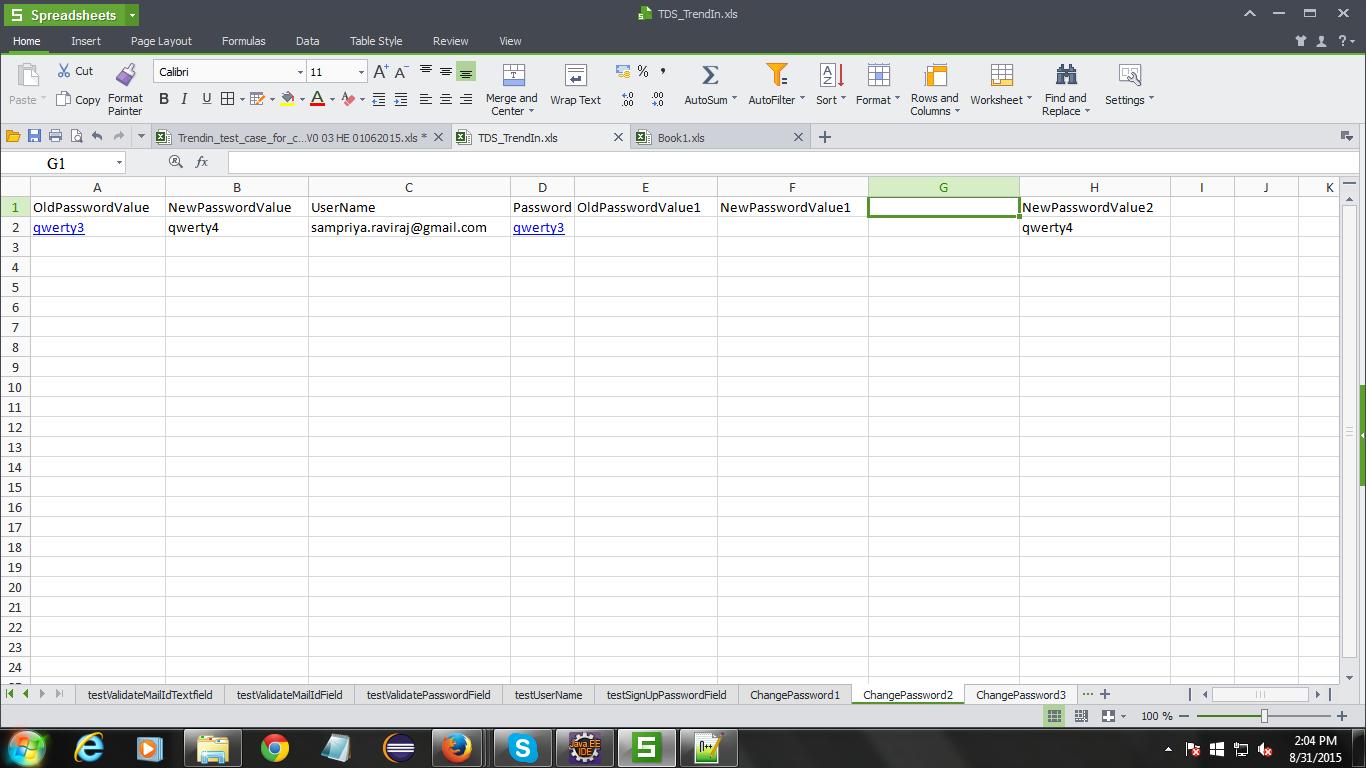 Spreadsheets
TDS_TrendIn.xls
Home Insert Page Layout Formulas Data Table Style Review View
Paste Cut Copy Format Painter Calibri 11 B I U Merge and Center Wrap Text % , AutoSum AutoFilter Sort Format Rows and Columns Worksheet Find and Replace Settings
Trendin_test_case_for_c...V0 03 HE 01062015.xls * TDS_TrendIn.xls Book1.xls
G1 fx
A B C D E F G H I J K
1 OldPasswordValue NewPasswordValue UserName Password OldPasswordValue1 NewPasswordValue1 NewPasswordValue2
2 qwerty3 qwerty4 sampriya.raviraj@gmail.com qwerty3 qwerty4
3
4
5
6
7
8
9
10
11
12
13
14
15
16
17
18
19
20
21
22
23
24
testValidateMailIdTextfield testValidateMailIdField testValidatePasswordField testUserName testSignUpPasswordField ChangePassword1 ChangePassword2 ChangePassword3 ...
100 %
Java EE IDE
2:04 PM
8/31/2015